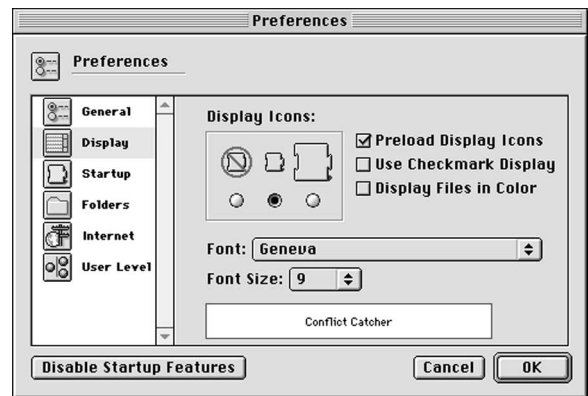 Preferences
Preferences
General
Display
Startup
Folders
Internet
User Level
Display Icons:
Preload Display Icons
Use Checkmark Display
Display Files in Color
Font: Geneva
Font Size: 9
Conflict Catcher
Disable Startup Features
Cancel
OK